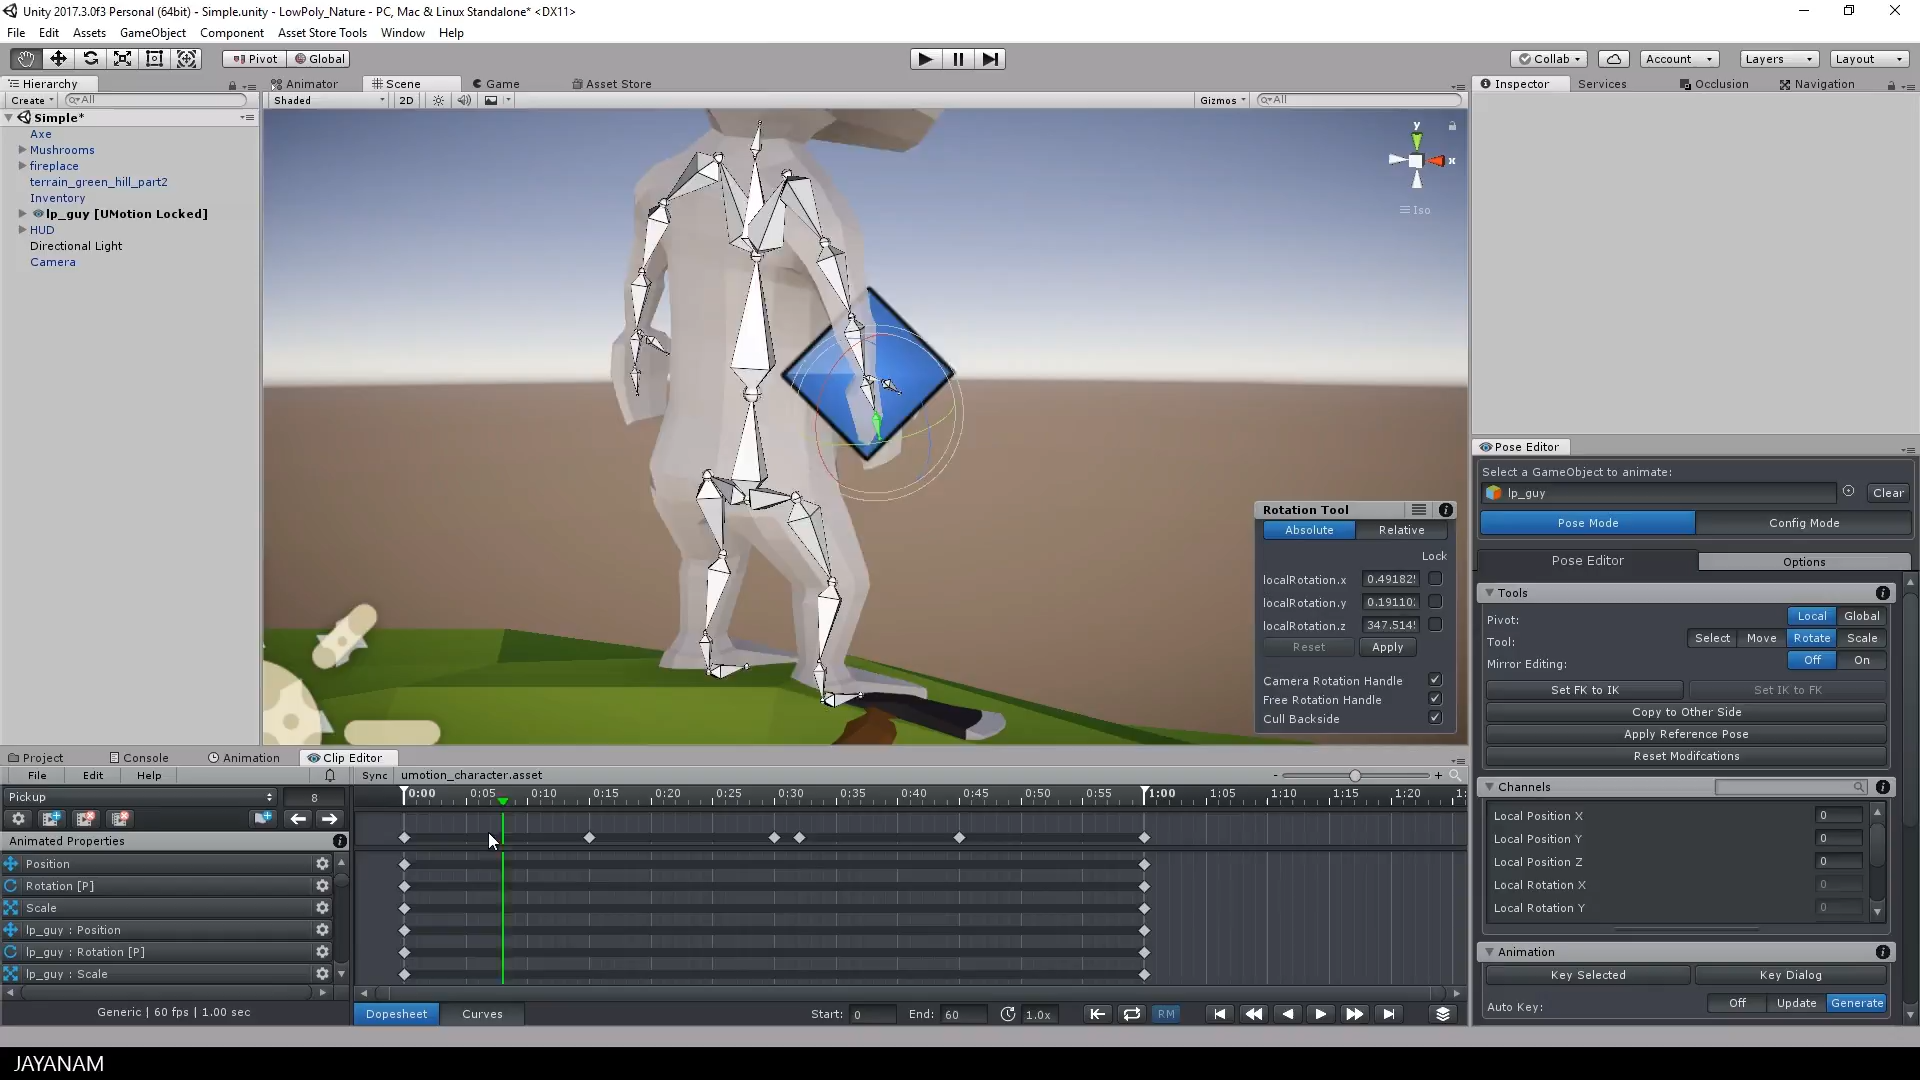 Unity 2017.3.0f3 Personal (64bit) - Simple.unity - LowPoly_Nature - PC, Mac & Linux Standalone* <DX11>
File Edit Assets GameObject Component Asset Store Tools Window Help
Pivot Global Collab Account Layers Layout
Hierarchy Animator Scene Game Asset Store Inspector Services Occlusion Navigation
Create All Shaded 2D Gizmos All
Simple*
Axe
Mushrooms
fireplace
terrain_green_hill_part2
Inventory
lp_guy [UMotion Locked]
HUD
Directional Light
Camera
y
x
Iso
Rotation Tool
Absolute Relative
Lock
localRotation.x 0.4918
localRotation.y 0.1910
localRotation.z 347.514
Reset Apply
Camera Rotation Handle
Free Rotation Handle
Cull Backside
Pose Editor
Select a GameObject to animate:
lp_guy Clear
Pose Mode Config Mode
Pose Editor Options
Tools
Pivot: Local Global
Tool: Select Move Rotate Scale
Mirror Editing: Off On
Set FK to IK Set IK to FK
Copy to Other Side
Apply Reference Pose
Reset Modifcations
Channels
Local Position X 0
Local Position Y 0
Local Position Z 0
Local Rotation X 0
Local Rotation Y 0
Animation
Key Selected Key Dialog
Auto Key: Off Update Generate
Project Console Animation Clip Editor
File Edit Help Sync umotion_character.asset - +
Pickup 8
0:00 0:05 0:10 0:15 0:20 0:25 0:30 0:35 0:40 0:45 0:50 0:55 1:00 1:05 1:10 1:15 1:20
Animated Properties
Position
Rotation [P]
Scale
lp_guy : Position
lp_guy : Rotation [P]
lp_guy : Scale
Generic | 60 fps | 1.00 sec
Dopesheet Curves Start: 0 End: 60 1.0x RM
JAYANAM